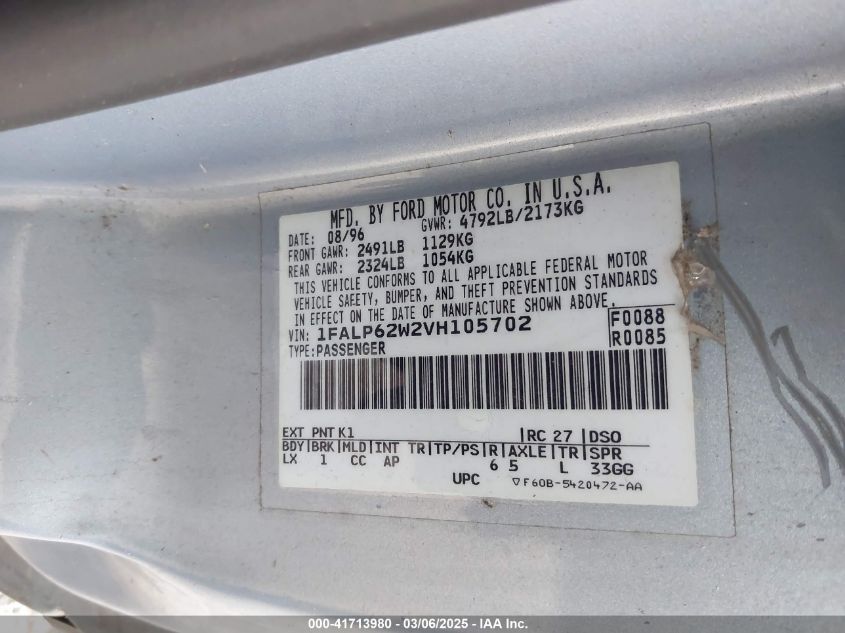 MFD. BY FORD MOTOR CO. IN U.S.A.
DATE: 08/96 GVWR: 4792LB/2173KG
FRONT GAWR: 2491LB 1129KG
REAR GAWR: 2324LB 1054KG
THIS VEHICLE CONFORMS TO ALL APPLICABLE FEDERAL MOTOR
VEHICLE SAFETY, BUMPER, AND THEFT PREVENTION STANDARDS
IN EFFECT ON THE DATE OF MANUFACTURE SHOWN ABOVE.
VIN: 1FALP62W2VH105702 F0088
TYPE: PASSENGER R0085
EXT PNT K1 RC 27 DSO
BDY BRK MLD INT TR TP/PS R AXLE TR SPR
LX 1 CC AP 6 5 L 33GG
UPC ▽F60B-5420472-AA
000-41713980 - 03/06/2025 - IAA Inc.